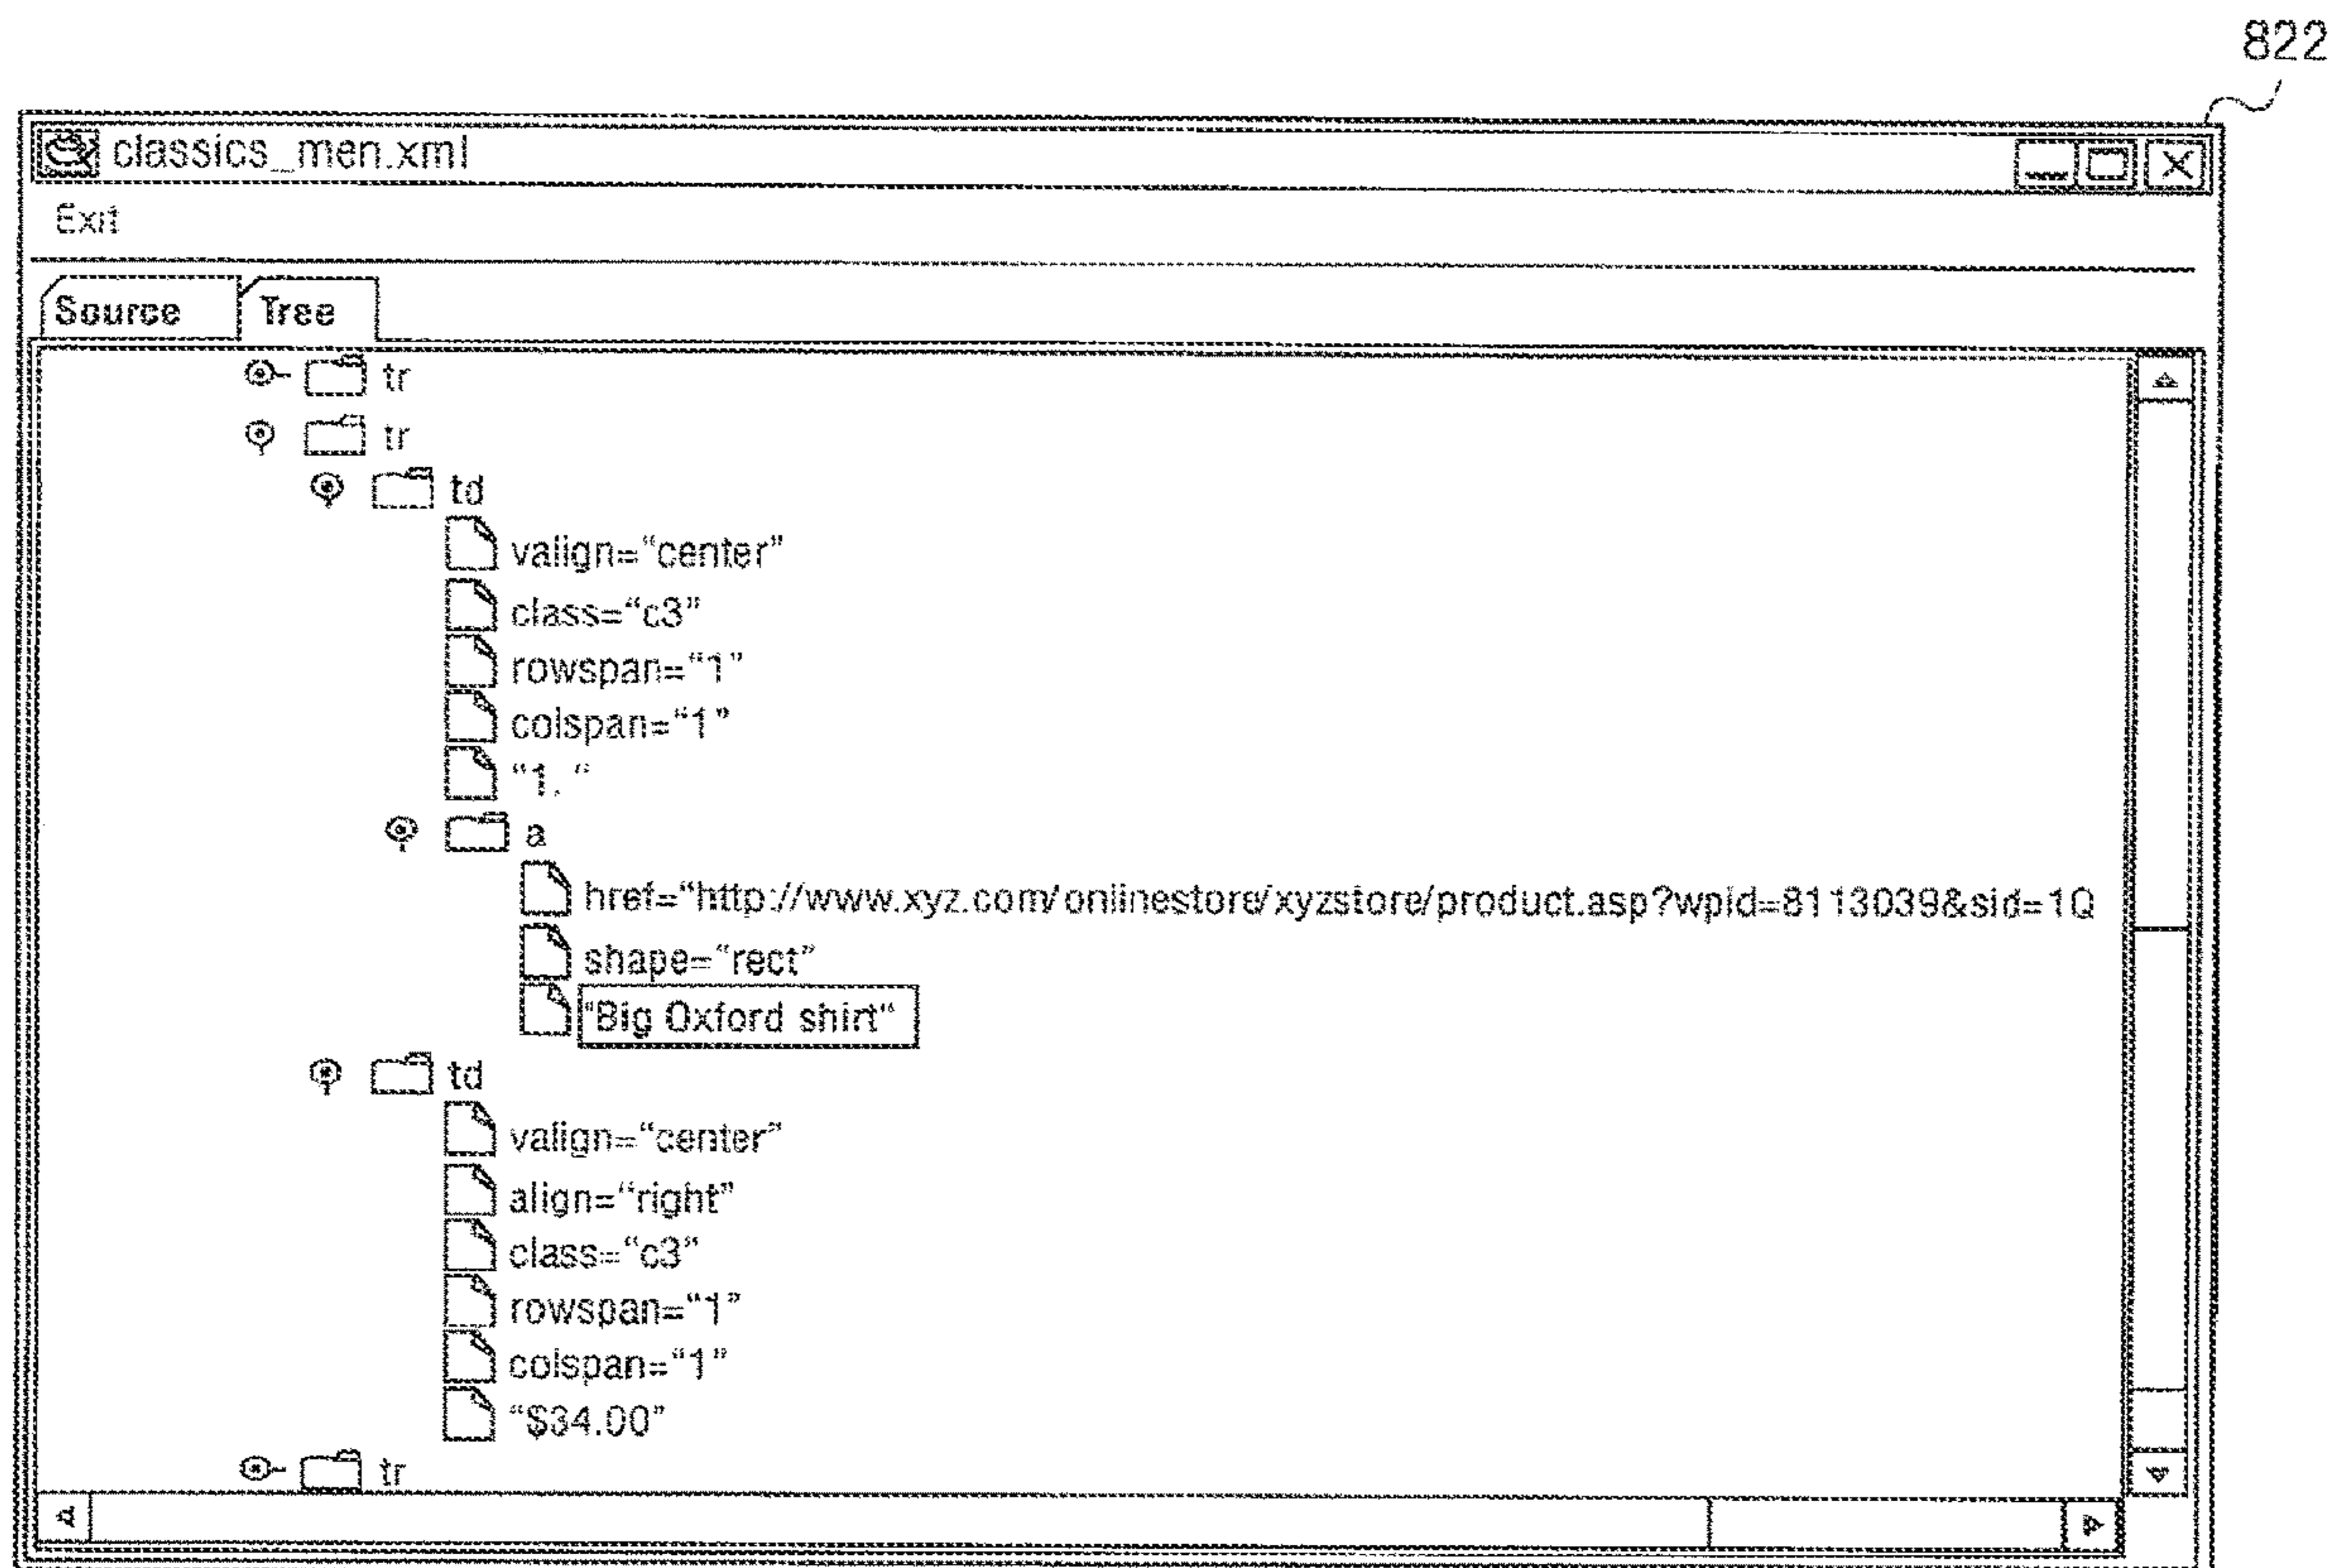 822
classics_men.xml
Exit
Source Tree
tr
tr
td
valign="center"
class="c3"
rowspan="1"
colspan="1"
"1. "
a
href="http://www.xyz.com/onlinestore/xyzstore/product.asp?wpid=8113039&sid=1Q
shape="rect"
"Big Oxford shirt"
td
valign="center"
align="right"
class="c3"
rowspan="1"
colspan="1"
"$34.00"
tr